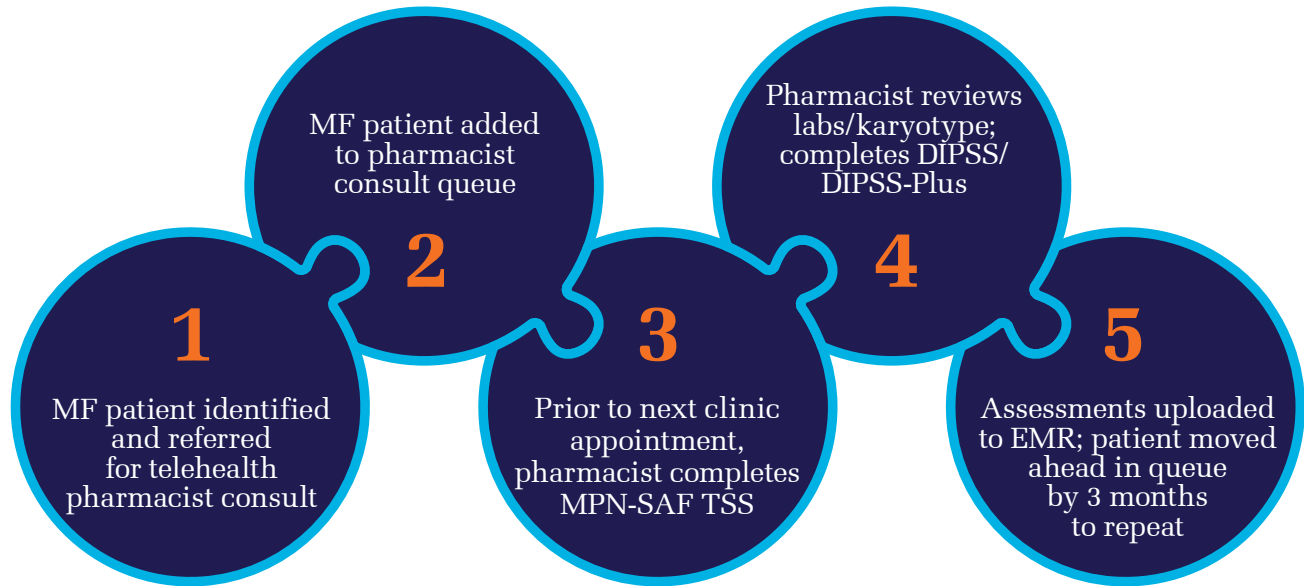 1
MF patient identified
and referred
for telehealth
pharmacist consult
MF patient added
to pharmacist
consult queue
2
3
Prior to next clinic
appointment,
pharmacist completes
MPN-SAF TSS
Pharmacist reviews
labs/karyotype;
completes DIPSS/
DIPSS-Plus
4
5
Assessments uploaded
to EMR; patient moved
ahead in queue
by 3 months
to repeat